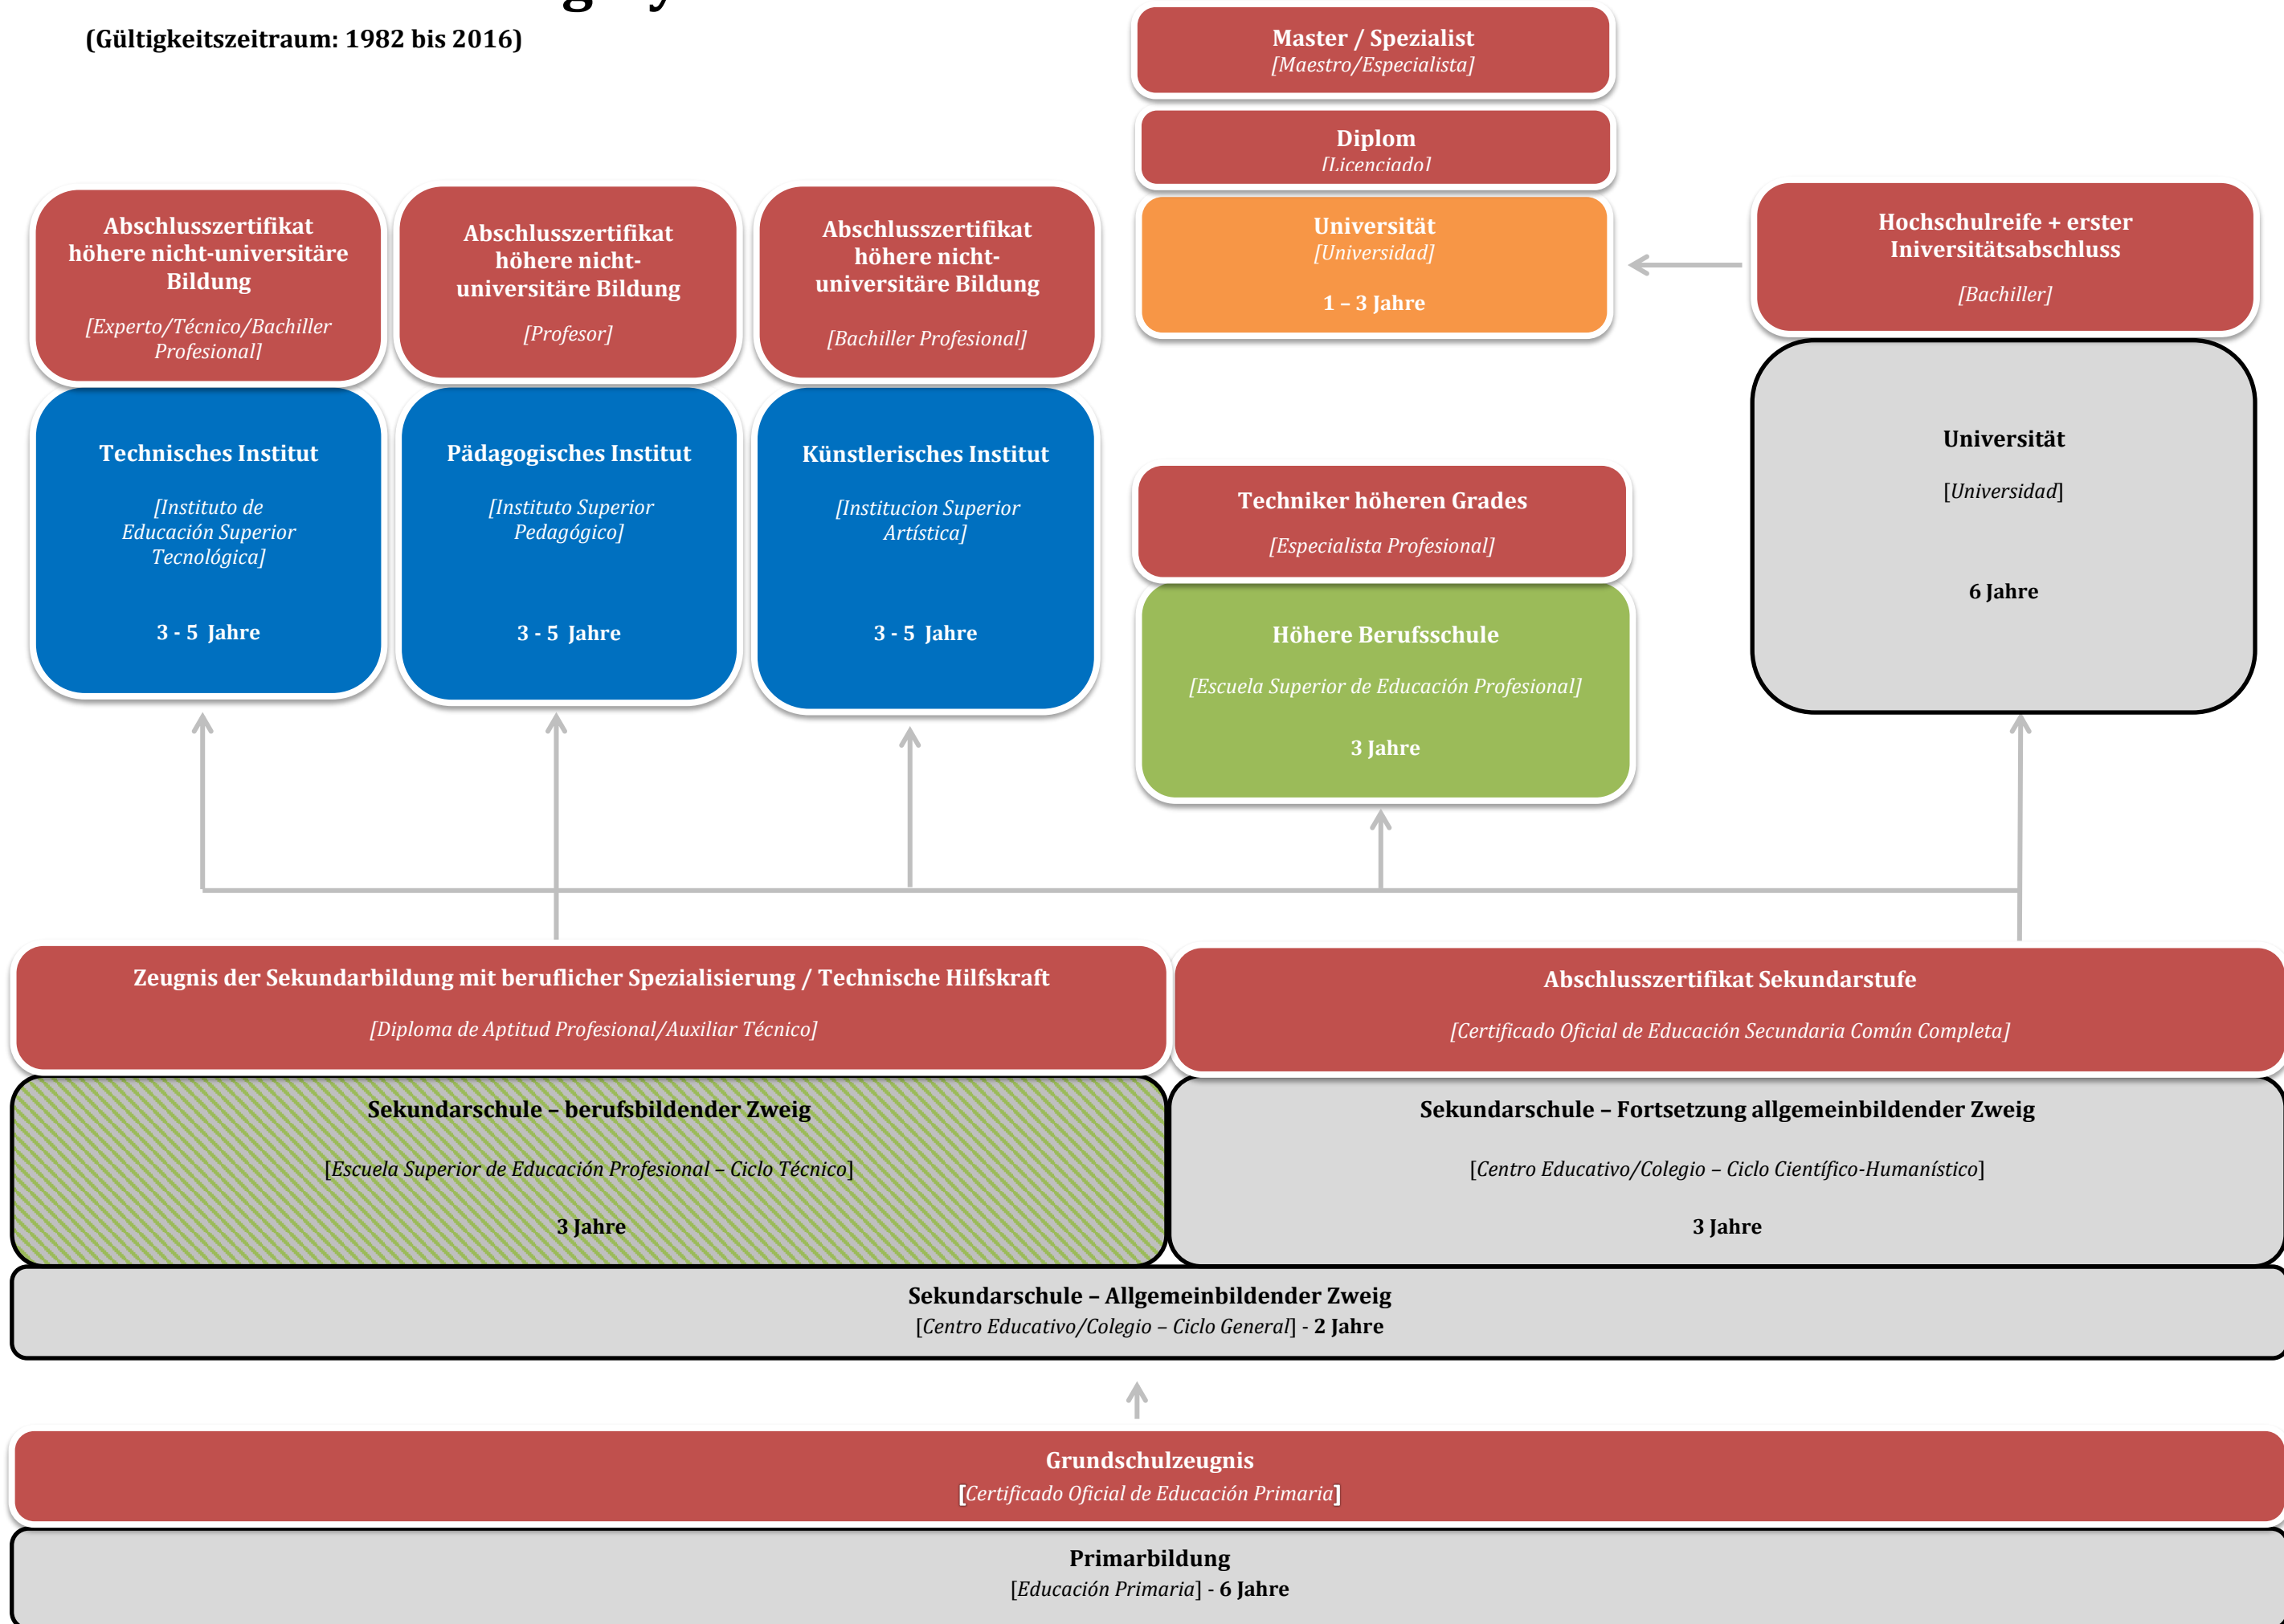 (Gültigkeitszeitraum: 1982 bis 2016)
Master / Spezialist
[Maestro/Especialista]
Diplom
[Licenciado]
Universität
[Universidad]
1 – 3 Jahre
Hochschulreife + erster
Iniversitätsabschluss
[Bachiller]
Abschlusszertifikat
höhere nicht-universitäre
Bildung
[Experto/Técnico/Bachiller
Profesional]
Abschlusszertifikat
höhere nicht-
universitäre Bildung
[Profesor]
Abschlusszertifikat
höhere nicht-
universitäre Bildung
[Bachiller Profesional]
Technisches Institut
[Instituto de
Educación Superior
Tecnológica]
3 - 5 Jahre
Pädagogisches Institut
[Instituto Superior
Pedagógico]
3 - 5 Jahre
Künstlerisches Institut
[Institucion Superior
Artística]
3 - 5 Jahre
Techniker höheren Grades
[Especialista Profesional]
Höhere Berufsschule
[Escuela Superior de Educación Profesional]
3 Jahre
Universität
[Universidad]
6 Jahre
Zeugnis der Sekundarbildung mit beruflicher Spezialisierung / Technische Hilfskraft
[Diploma de Aptitud Profesional/Auxiliar Técnico]
Abschlusszertifikat Sekundarstufe
[Certificado Oficial de Educación Secundaria Común Completa]
Sekundarschule – berufsbildender Zweig
[Escuela Superior de Educación Profesional – Ciclo Técnico]
3 Jahre
Sekundarschule – Fortsetzung allgemeinbildender Zweig
[Centro Educativo/Colegio – Ciclo Científico-Humanístico]
3 Jahre
Sekundarschule – Allgemeinbildender Zweig
[Centro Educativo/Colegio – Ciclo General] - 2 Jahre
Grundschulzeugnis
[Certificado Oficial de Educación Primaria]
Primarbildung
[Educación Primaria] - 6 Jahre